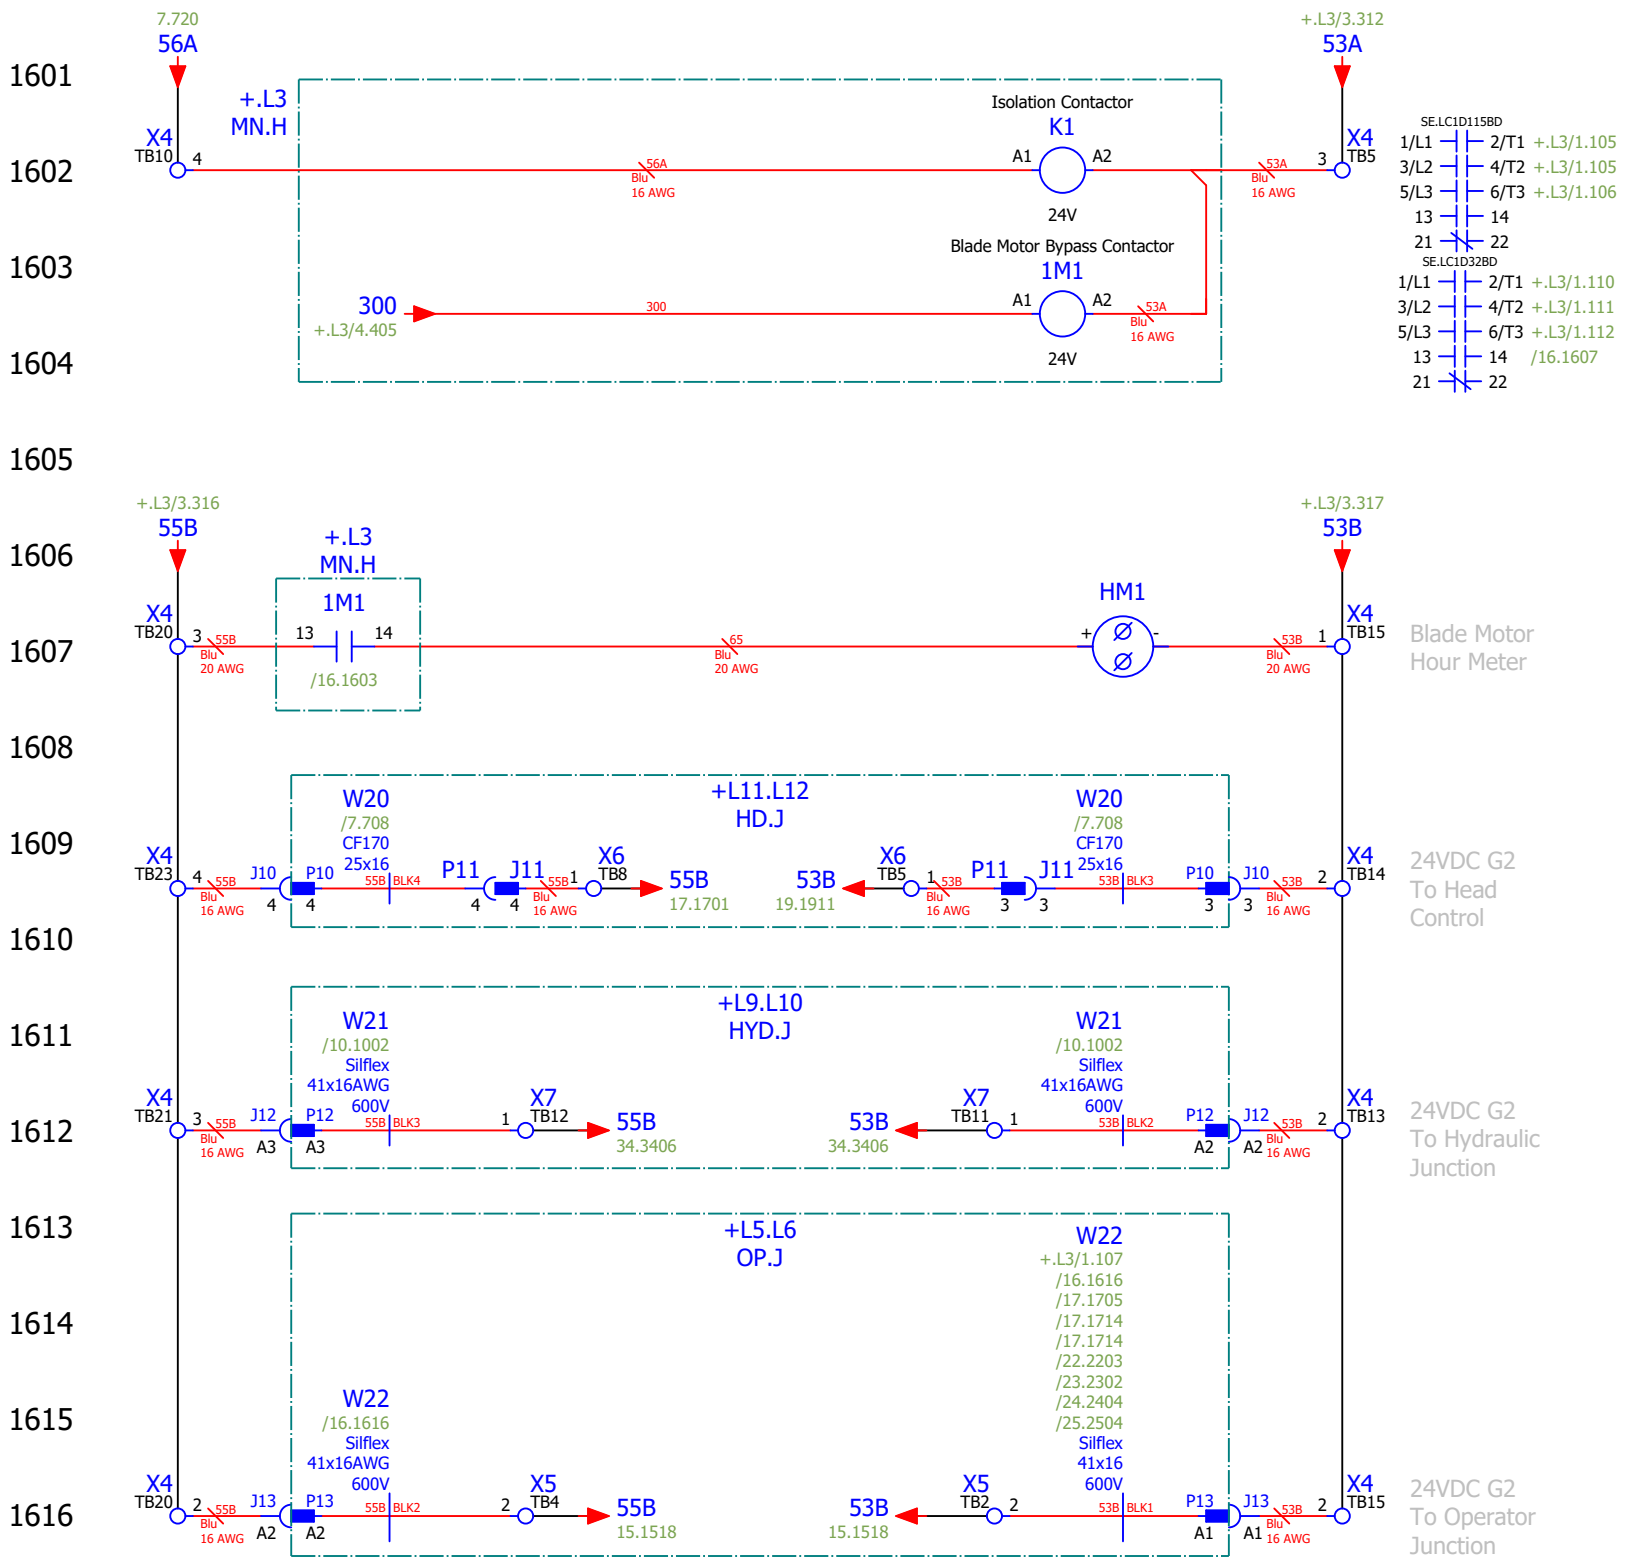 7.720
56A
+.L3/3.312
53A
1601
+.L3
MN.H
Isolation Contactor
K1
X4
TB10
4
A1
A2
56A
Blu
16 AWG
24V
53A
Blu
16 AWG
3
X4
TB5
1602
SE.LC1D115BD
1/L1 2/T1 +.L3/1.105
3/L2 4/T2 +.L3/1.105
5/L3 6/T3 +.L3/1.106
13 14
21 22
SE.LC1D32BD
1/L1 2/T1 +.L3/1.110
3/L2 4/T2 +.L3/1.111
5/L3 6/T3 +.L3/1.112
13 14 /16.1607
21 22
1603
Blade Motor Bypass Contactor
1M1
300
+.L3/4.405
300
A1
A2
53A
Blu
16 AWG
24V
1604
1605
+.L3/3.316
55B
+.L3/3.317
53B
1606
+.L3
MN.H
1M1
HM1
X4
TB20
3
55B
Blu
20 AWG
13
14
/16.1603
65
Blu
20 AWG
+
-
53B
Blu
20 AWG
1
X4
TB15
1607
Blade Motor
Hour Meter
1608
+L11.L12
HD.J
W20
/7.708
CF170
25x16
W20
/7.708
CF170
25x16
1609
X4
TB23
4
55B
Blu
16 AWG
J10
4
P10
4
55B
BLK4
P11
4
J11
4
55B
Blu
16 AWG
1
X6
TB8
55B
17.1701
53B
19.1911
X6
TB5
1
53B
Blu
16 AWG
P11
3
J11
3
53B
BLK3
P10
3
J10
3
53B
Blu
16 AWG
2
X4
TB14
24VDC G2
To Head
Control
1610
+L9.L10
HYD.J
1611
W21
/10.1002
Silflex
41x16AWG
600V
W21
/10.1002
Silflex
41x16AWG
600V
X4
TB21
3
55B
Blu
16 AWG
J12
A3
P12
A3
55B
BLK3
1
X7
TB12
55B
34.3406
53B
34.3406
X7
TB11
1
53B
BLK2
P12
A2
J12
A2
53B
Blu
16 AWG
2
X4
TB13
1612
24VDC G2
To Hydraulic
Junction
1613
+L5.L6
OP.J
W22
+.L3/1.107
/16.1616
/17.1705
/17.1714
/17.1714
/22.2203
/23.2302
/24.2404
/25.2504
Silflex
41x16
600V
1614
1615
W22
/16.1616
Silflex
41x16AWG
600V
X4
TB20
2
55B
Blu
16 AWG
J13
A2
P13
A2
55B
BLK2
2
X5
TB4
55B
15.1518
53B
15.1518
X5
TB2
2
53B
BLK1
P13
A1
J13
A1
53B
Blu
16 AWG
2
X4
TB15
1616
24VDC G2
To Operator
Junction